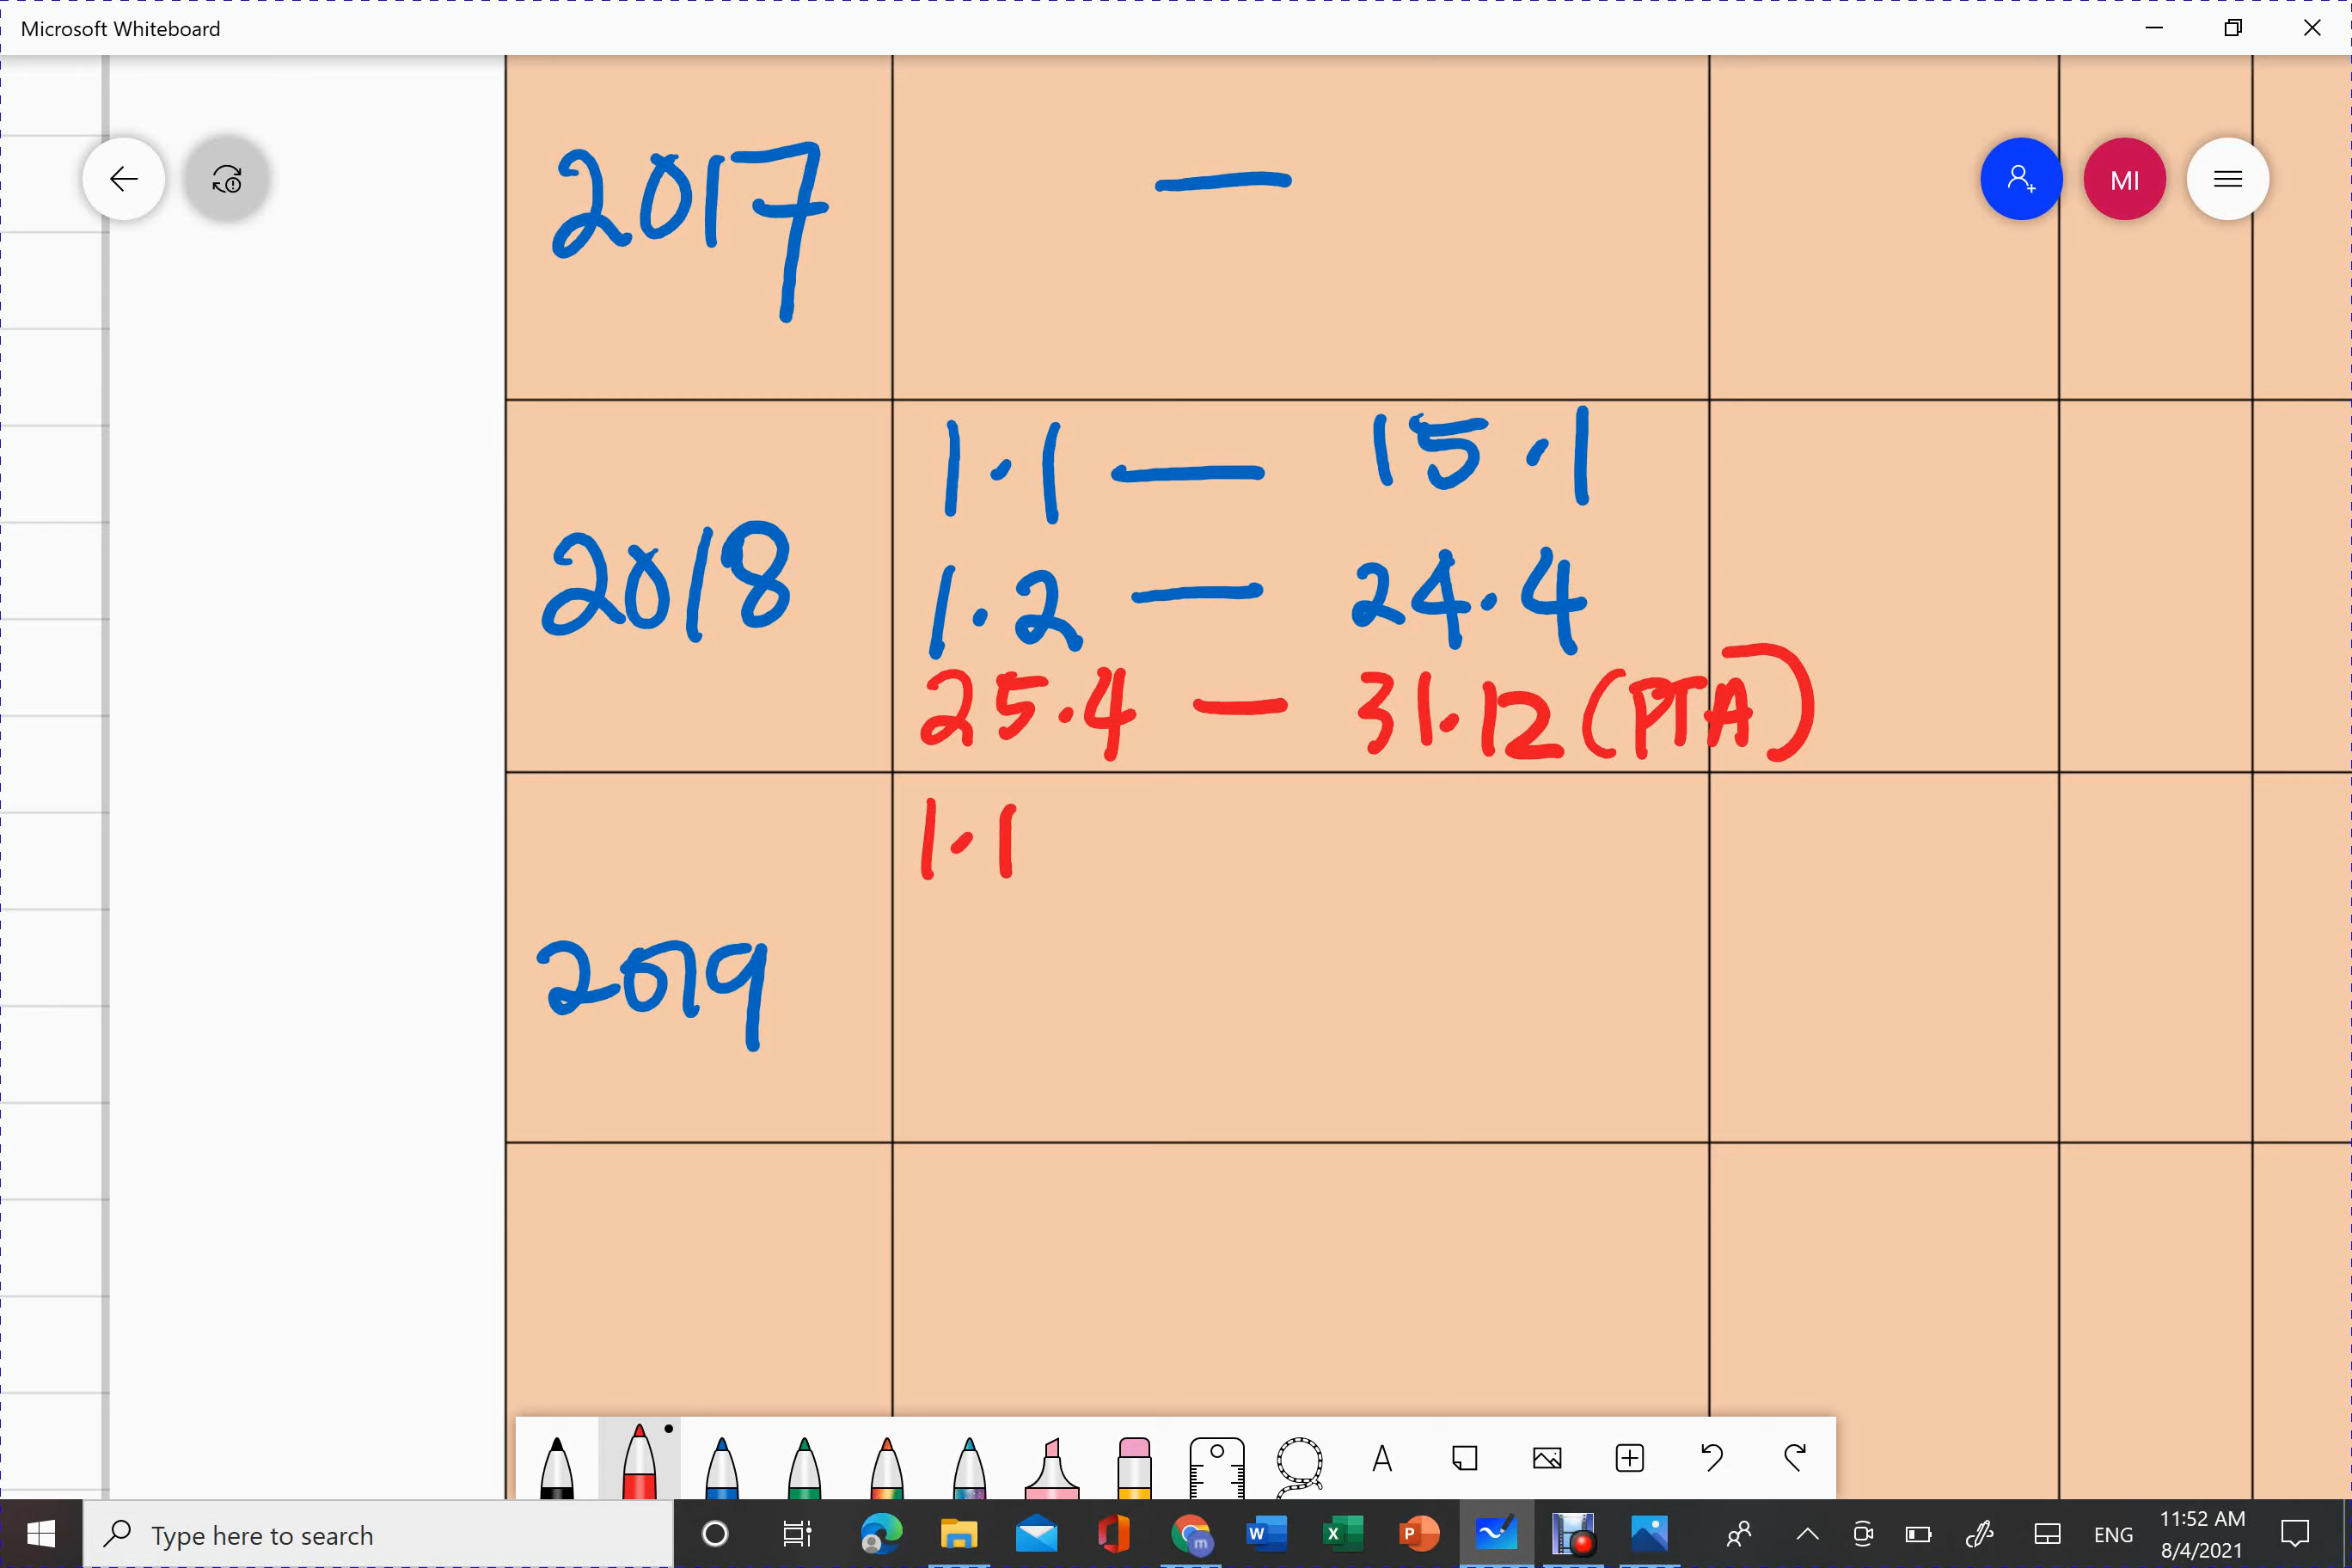 Microsoft Whiteboard
2017 —
MI
1.1 — 15.1
2018 1.2 — 24.4
25.4 — 31.12 (PTA)
1.1
2019
A
Type here to search
m
W
X
P
ENG
11:52 AM
8/4/2021